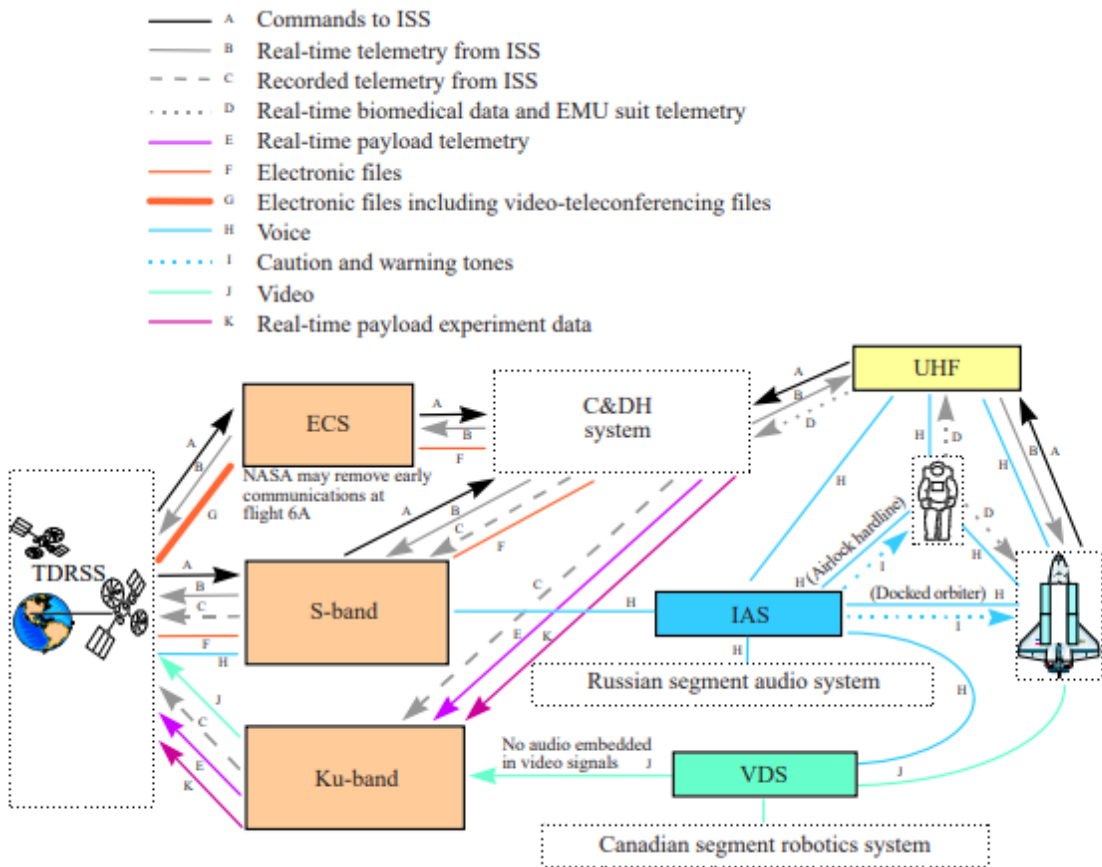 A Commands to ISS
B Real-time telemetry from ISS
C Recorded telemetry from ISS
D Real-time biomedical data and EMU suit telemetry
E Real-time payload telemetry
F Electronic files
G Electronic files including video-teleconferencing files
H Voice
I Caution and warning tones
J Video
K Real-time payload experiment data
UHF
A
B
D
ECS
A
B
F
C&DH
system
NASA may remove early
communications at
flight 6A
A
B
G
H
D
H
B
A
A
B
C
F
H
(Airlock hardline)
H
I
D
H
TDRSS
A
B
C
F
H
S-band
C
E
K
H
IAS
(Docked orbiter) H
I
H
Russian segment audio system
H
J
C
E
K
Ku-band
No audio embedded
in video signals
J
VDS
J
Canadian segment robotics system